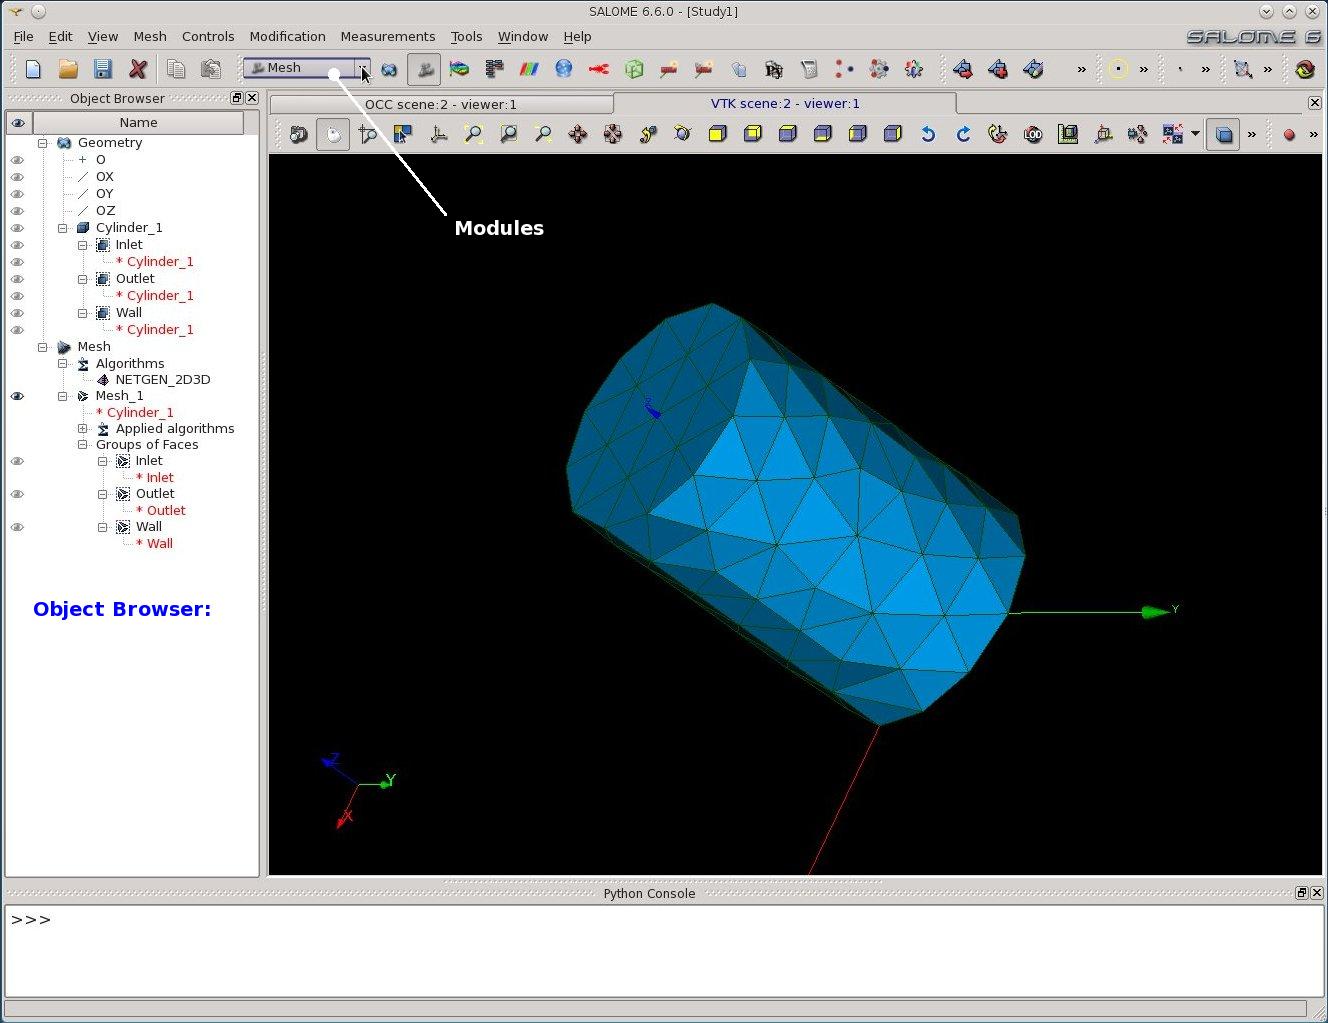 SALOME 6.6.0 - [Study1]
File Edit View Mesh Controls Modification Measurements Tools Window Help
SALOME 6
Mesh
Object Browser
OCC scene:2 - viewer:1
VTK scene:2 - viewer:1
Name
Geometry
O
OX
OY
OZ
Cylinder_1
Inlet
* Cylinder_1
Outlet
* Cylinder_1
Wall
* Cylinder_1
Mesh
Algorithms
NETGEN_2D3D
Mesh_1
* Cylinder_1
Applied algorithms
Groups of Faces
Inlet
* Inlet
Outlet
* Outlet
Wall
* Wall
Object Browser:
LOD
Modules
Z
Y
Z
Y
X
Python Console
>>>